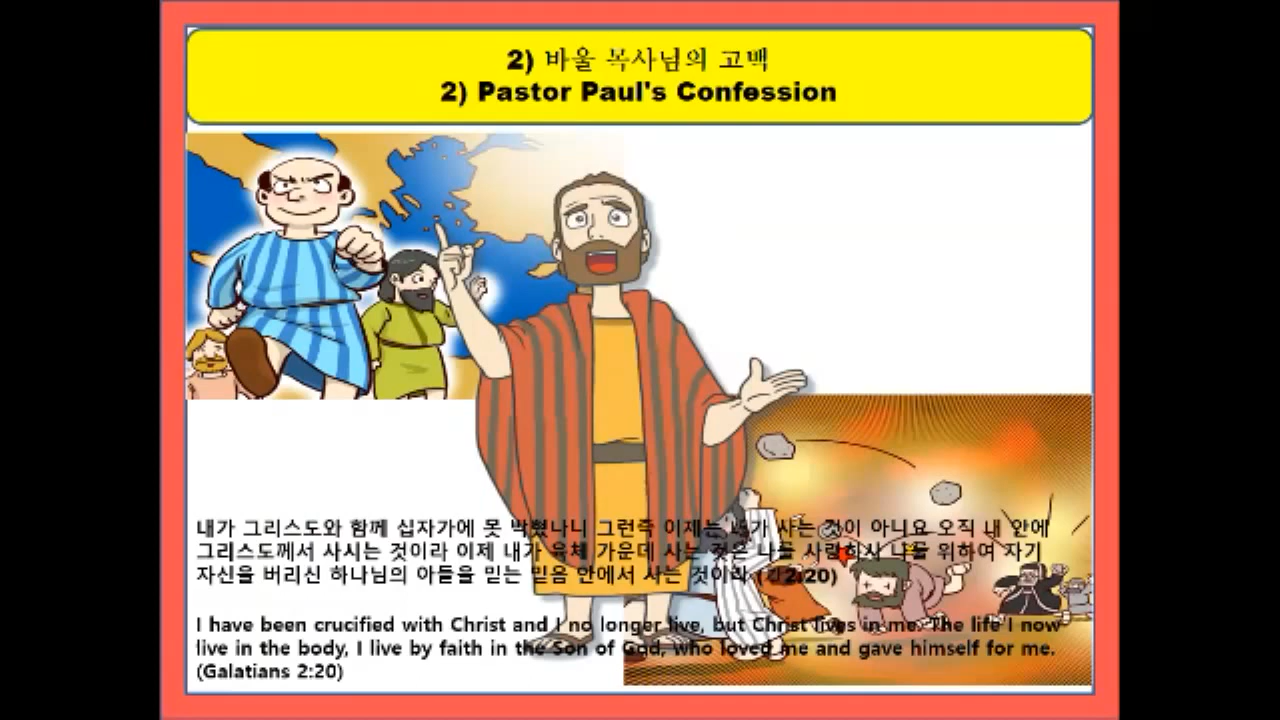 2) 바울 목사님의 고백
2) Pastor Paul's Confession
내가 그리스도와 함께 십자가에 못 박혔나니 그런즉 이제는 내가 사는 것이 아니요 오직 내 안에
그리스도께서 사시는 것이라 이제 내가 육체 가운데 사는 것은 나를 사랑하사 나를 위하여 자기
자신을 버리신 하나님의 아들을 믿는 믿음 안에서 사는 것이라 (갈2:20)
I have been crucified with Christ and I no longer live, but Christ lives in me. The life I now
live in the body, I live by faith in the Son of God, who loved me and gave himself for me.
(Galatians 2:20)